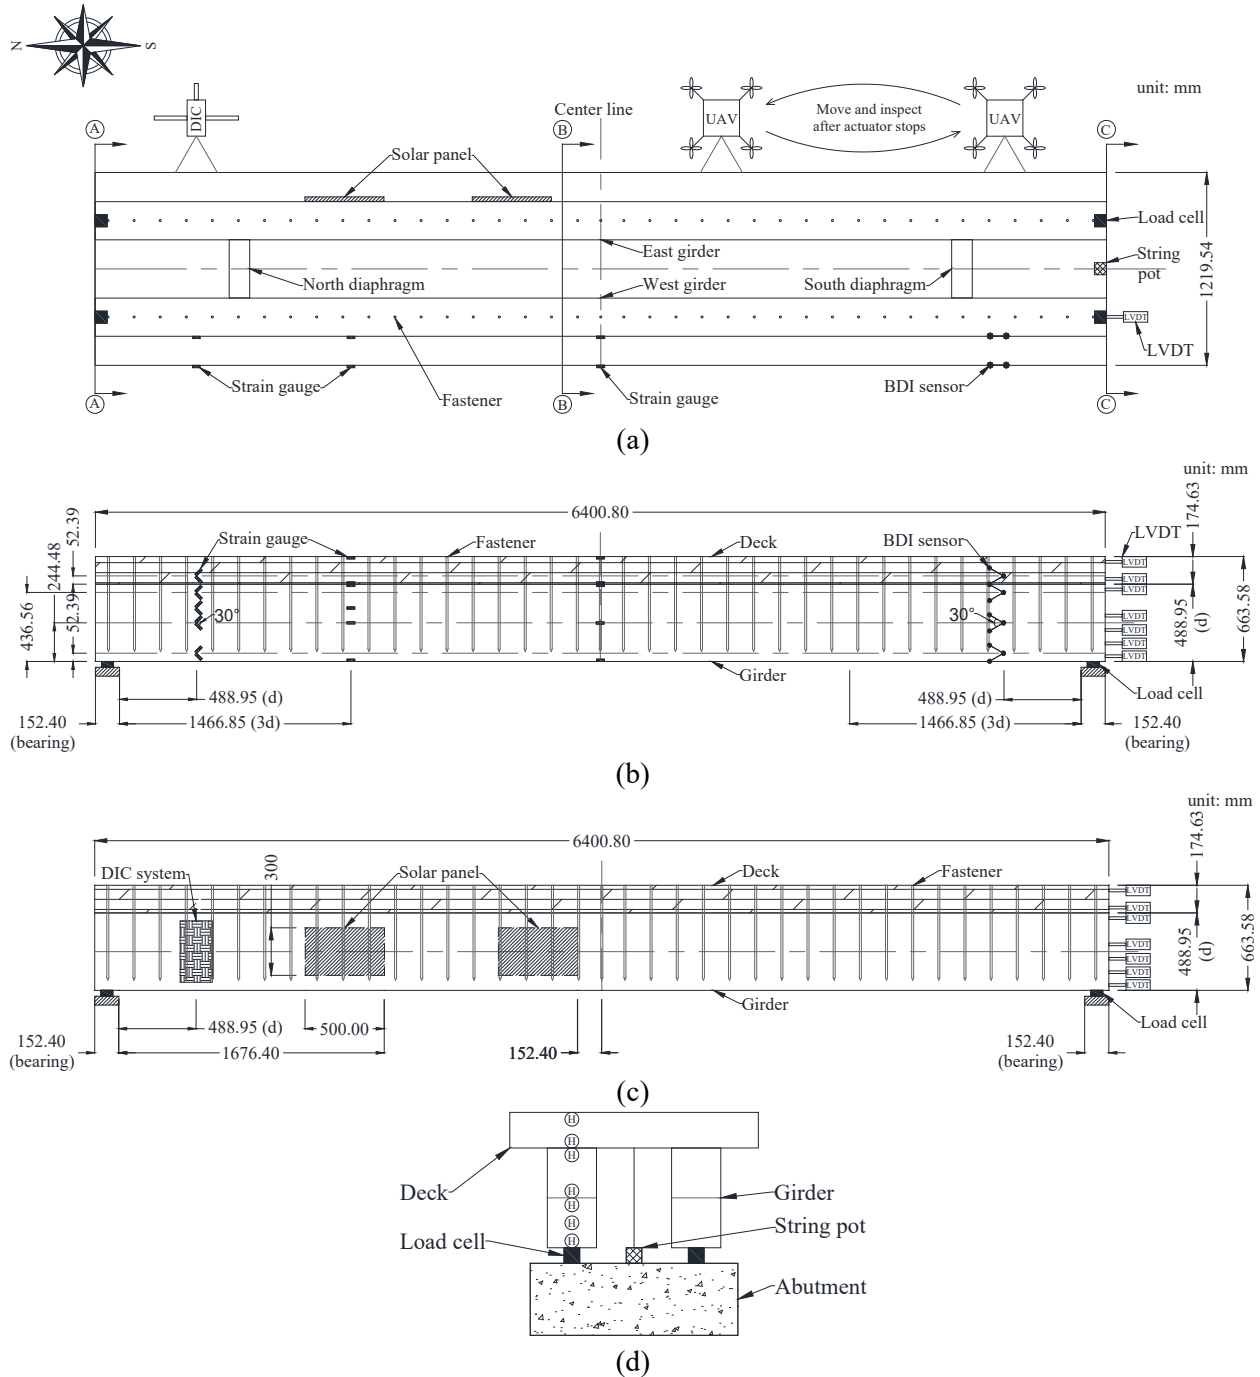 N
S
unit: mm
DIC
Center line
UAV
Move and inspect
after actuator stops
UAV
A
B
C
Solar panel
Load cell
East girder
String
pot
North diaphragm
West girder
South diaphragm
1219.54
LVDT
LVDT
Strain gauge
Fastener
Strain gauge
BDI sensor
A
B
C
(a)
unit: mm
6400.80
174.63
52.39
244.48
Strain gauge
Fastener
Deck
BDI sensor
LVDT
LVDT
LVDT
LVDT
LVDT
LVDT
LVDT
LVDT
436.56
52.39
30°
30°
488.95
(d)
663.58
Girder
Load cell
488.95 (d)
488.95 (d)
152.40
(bearing)
1466.85 (3d)
1466.85 (3d)
152.40
(bearing)
(b)
unit: mm
6400.80
174.63
DIC system
300
Solar panel
Deck
Fastener
LVDT
LVDT
LVDT
LVDT
LVDT
LVDT
LVDT
488.95
(d)
663.58
Girder
Load cell
488.95 (d)
500.00
152.40
(bearing)
1676.40
152.40
152.40
(bearing)
(c)
H
H
H
Deck
H
H
H
H
Girder
Load cell
String pot
Abutment
(d)